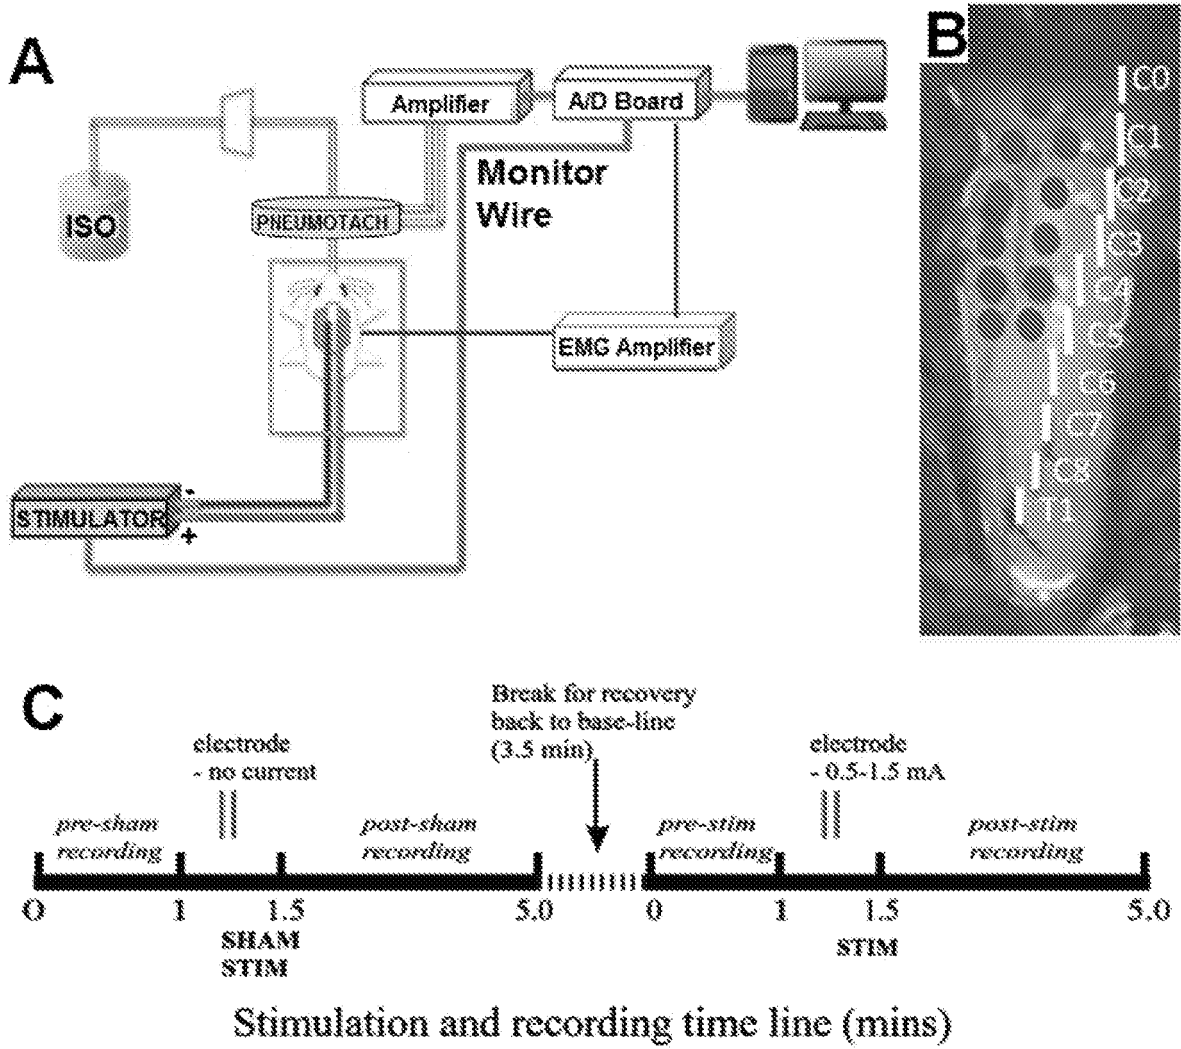 A
B
Amplifier
A/D Board
Monitor
Wire
ISO
PNEUMOTACH
EMG Amplifier
-
STIMULATOR
+
C0
C1
C2
C3
C4
C5
C6
C7
C8
T1
C
Break for recovery
back to base-line
(3.5 min)
electrode
- no current
electrode
- 0.5-1.5 mA
pre-sham
recording
post-sham
recording
pre-stim
recording
post-stim
recording
0 1 1.5 5.0 0 1 1.5 5.0
SHAM
STIM
STIM
Stimulation and recording time line (mins)